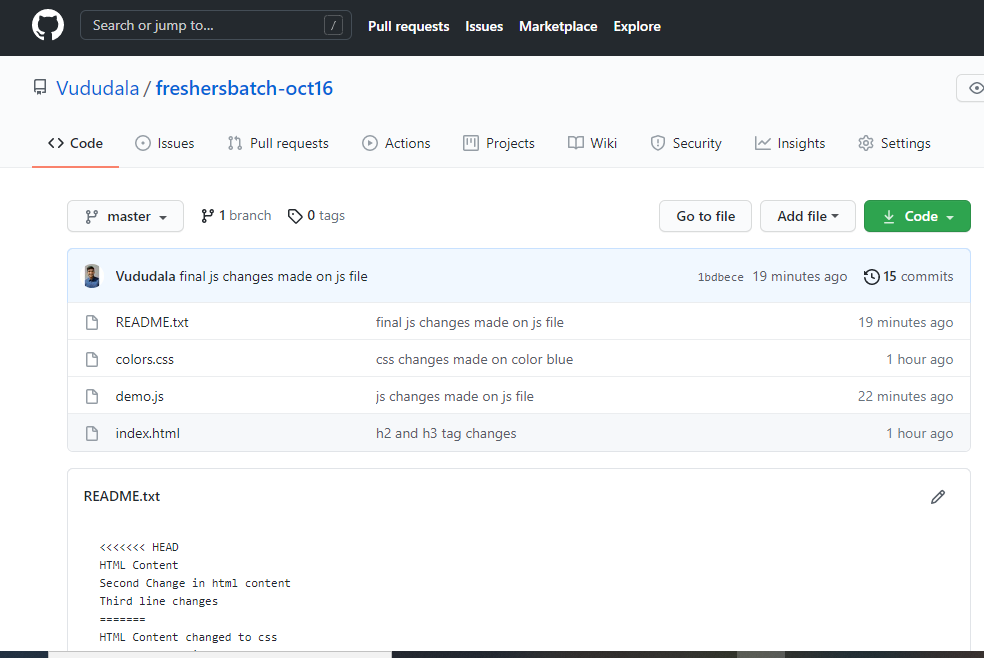 Search or jump to... /
Pull requests Issues Marketplace Explore
Vududala / freshersbatch-oct16
Code Issues Pull requests Actions Projects Wiki Security Insights Settings
master 1 branch 0 tags Go to file Add file Code
Vududala final js changes made on js file 1bdbece 19 minutes ago 15 commits
README.txt final js changes made on js file 19 minutes ago
colors.css css changes made on color blue 1 hour ago
demo.js js changes made on js file 22 minutes ago
index.html h2 and h3 tag changes 1 hour ago
README.txt
<<<<<<< HEAD
HTML Content
Second Change in html content
Third line changes
=======
HTML Content changed to css